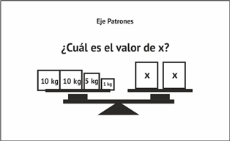 Eje Patrones
¿Cuál es el valor de x?
10 kg 10 kg 5 kg 1 kg x x